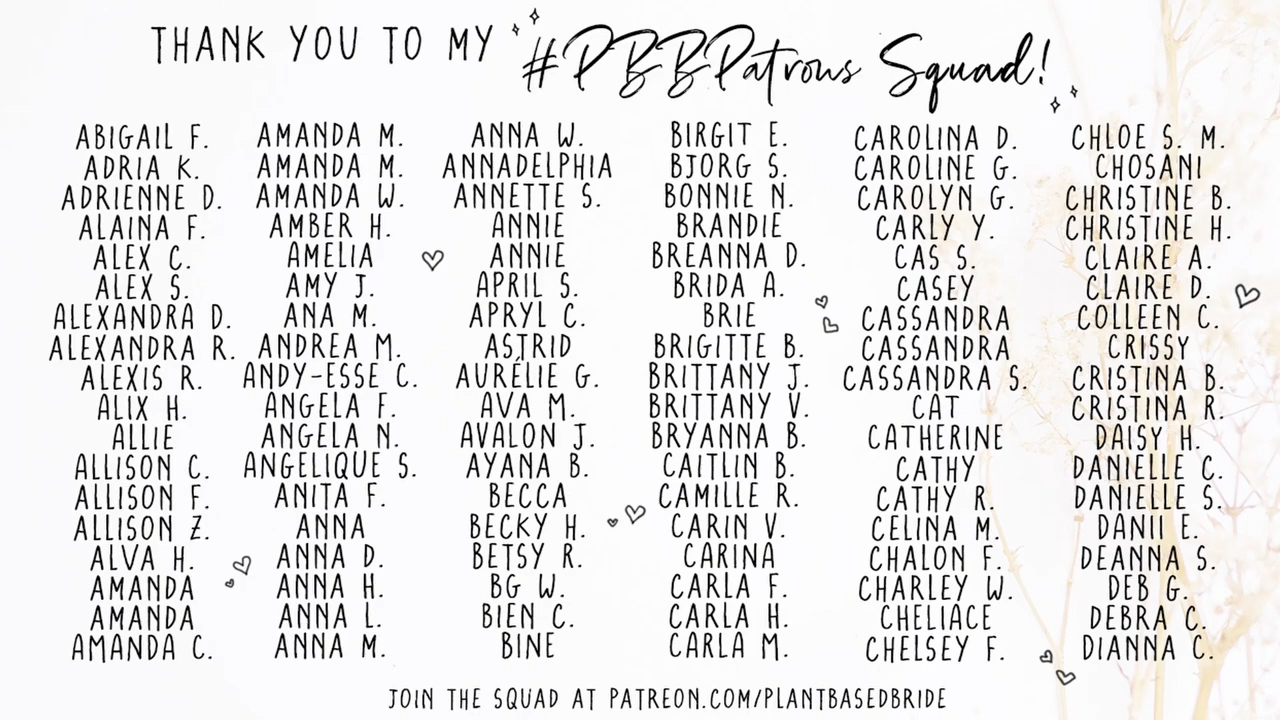 THANK YOU TO MY #PBBPatrons Squad!
ABIGAIL F.
ADRIA K.
ADRIENNE D.
ALAINA F.
ALEX C.
ALEX S.
ALEXANDRA D.
ALEXANDRA R.
ALEXIS R.
ALIX H.
ALLIE
ALLISON C.
ALLISON F.
ALLISON Z.
ALVA H.
AMANDA
AMANDA
AMANDA C.
AMANDA M.
AMANDA M.
AMANDA W.
AMBER H.
AMELIA
AMY J.
ANA M.
ANDREA M.
ANDY-ESSE C.
ANGELA F.
ANGELA N.
ANGELIQUE S.
ANITA F.
ANNA
ANNA D.
ANNA H.
ANNA L.
ANNA M.
ANNA W.
ANNADELPHIA
ANNETTE S.
ANNIE
ANNIE
APRIL S.
APRYL C.
ASTRID
AURÉLIE G.
AVA M.
AVALON J.
AYANA B.
BECCA
BECKY H.
BETSY R.
BG W.
BIEN C.
BINE
BIRGIT E.
BJORG S.
BONNIE N.
BRANDIE
BREANNA D.
BRIDA A.
BRIE
BRIGITTE B.
BRITTANY J.
BRITTANY V.
BRYANNA B.
CAITLIN B.
CAMILLE R.
CARIN V.
CARINA
CARLA F.
CARLA H.
CARLA M.
CAROLINA D.
CAROLINE G.
CAROLYN G.
CARLY Y.
CAS S.
CASEY
CASSANDRA
CASSANDRA
CASSANDRA S.
CAT
CATHERINE
CATHY
CATHY R.
CELINA M.
CHALON F.
CHARLEY W.
CHELIACE
CHELSEY F.
CHLOE S. M.
CHOSANI
CHRISTINE B.
CHRISTINE H.
CLAIRE A.
CLAIRE D.
COLLEEN C.
CRISSY
CRISTINA B.
CRISTINA R.
DAISY H.
DANIELLE C.
DANIELLE S.
DANII E.
DEANNA S.
DEB G.
DEBRA C.
DIANNA C.
JOIN THE SQUAD AT PATREON.COM/PLANTBASEDBRIDE